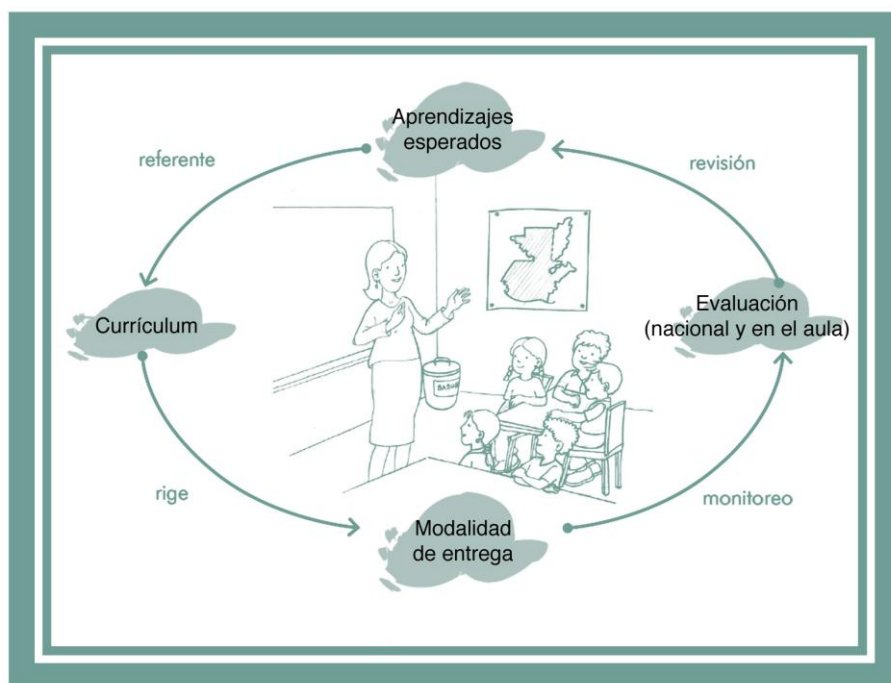 Aprendizajes
esperados
referente
revisión
Currículum
Evaluación
(nacional y en el aula)
rige
monitoreo
Modalidad
de entrega